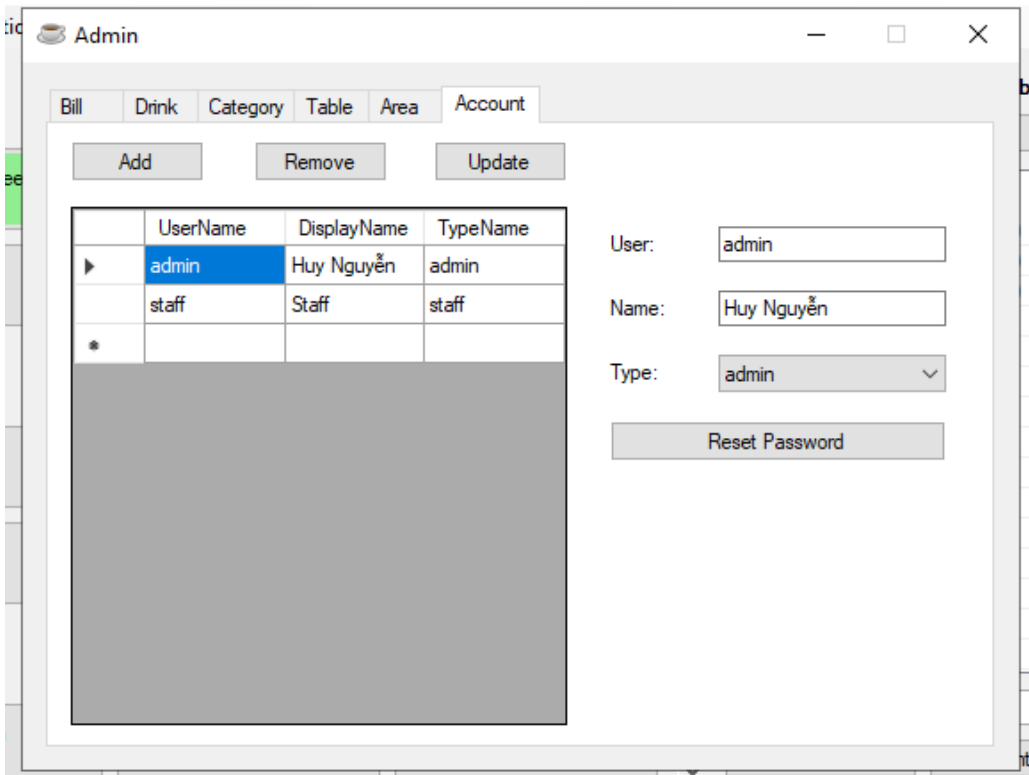 Admin
Bill Drink Category Table Area Account
Add Remove Update
UserName DisplayName TypeName
admin Huy Nguyễn admin
staff Staff staff
User: admin
Name: Huy Nguyễn
Type: admin
Reset Password